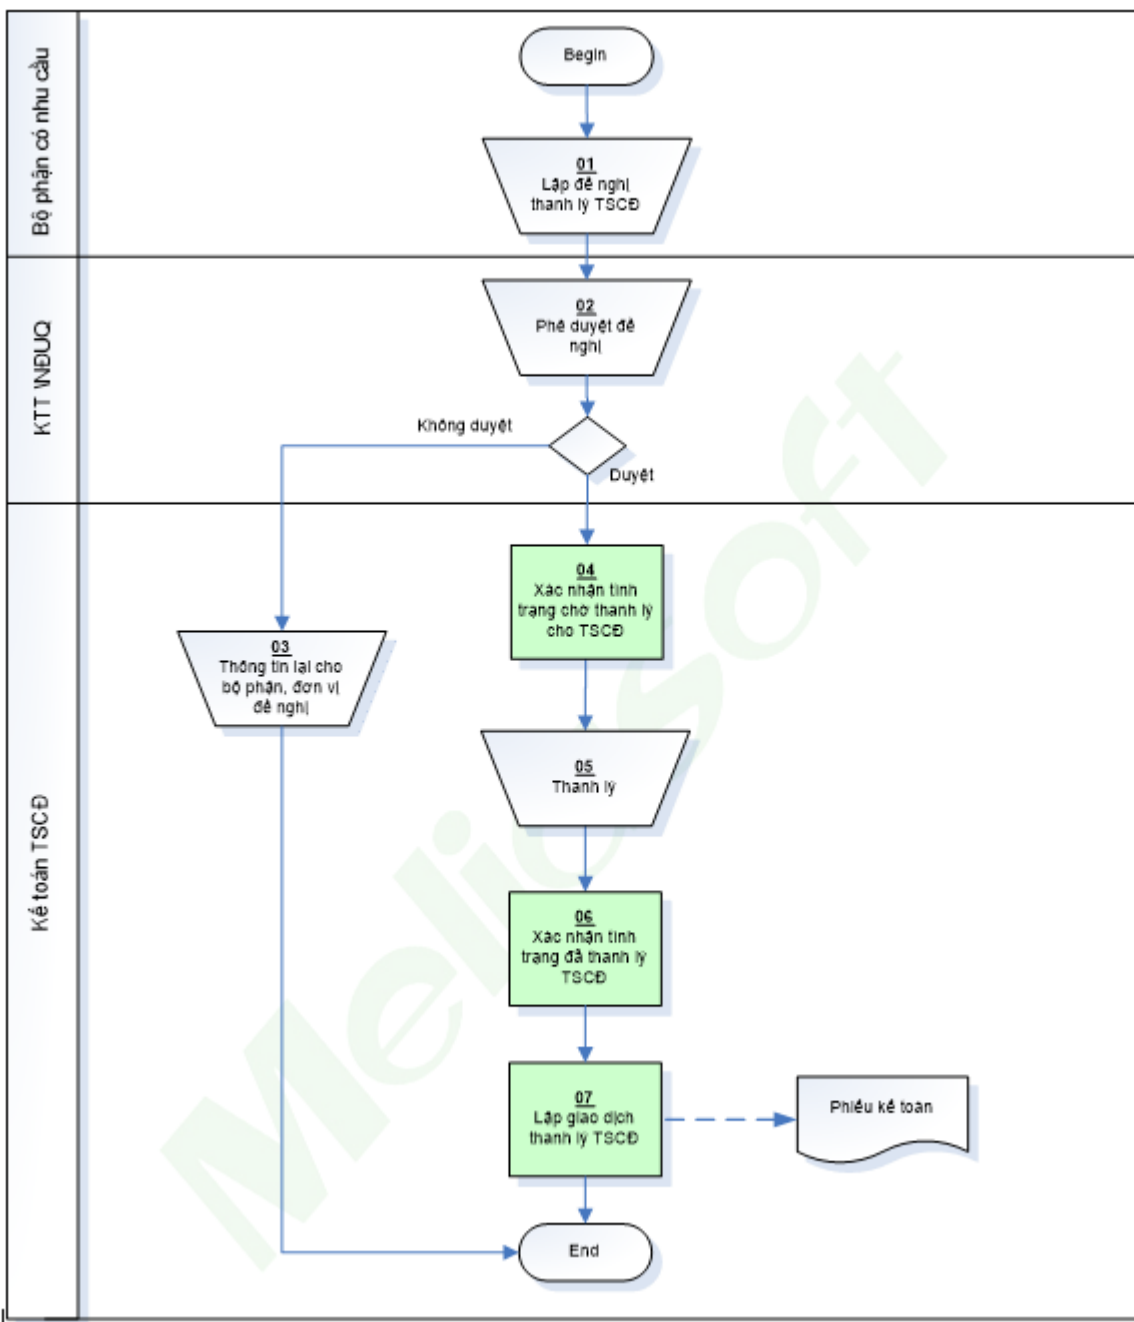 Bộ phận có nhu cầu
Begin
01
Lập đề nghị
thanh lý TSCĐ
KTT \NĐUQ
02
Phê duyệt đề
nghị
Không duyệt
Duyệt
Kế toán TSCĐ
04
Xác nhận tình
trạng chờ thanh lý
cho TSCĐ
03
Thông tin lại cho
bộ phận, đơn vị
đề nghị
05
Thanh lý
06
Xác nhận tình
trạng đã thanh lý
TSCĐ
07
Lập giao dịch
thanh lý TSCĐ
Phiếu kế toán
End